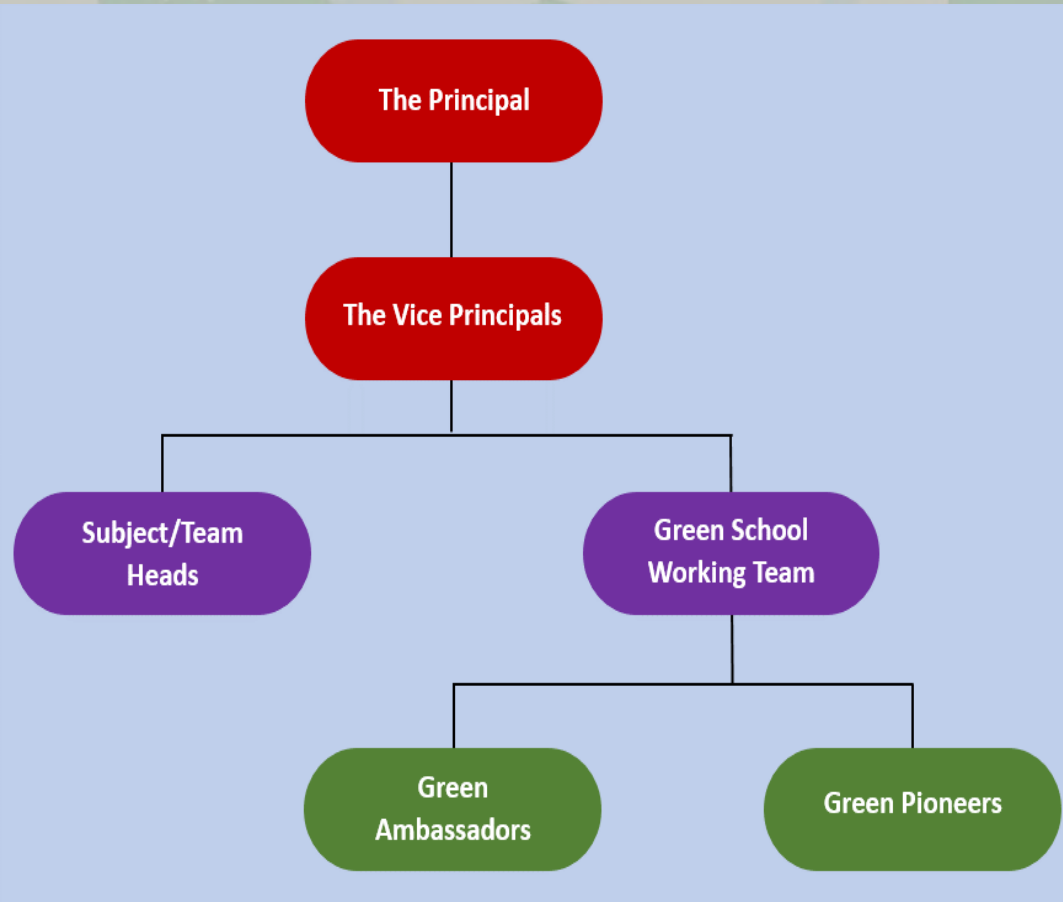 The Principal
The Vice Principals
Subject/Team
Heads
Green School
Working Team
Green
Ambassadors
Green Pioneers